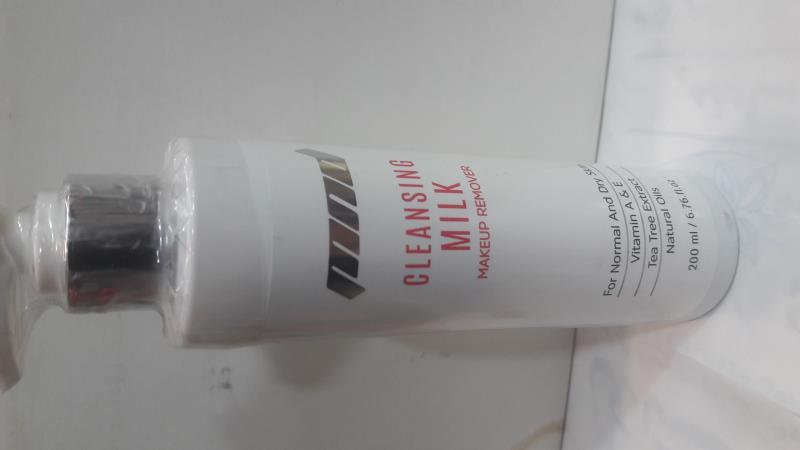 CLEANSING
MILK
MAKEUP REMOVER
For Normal And Dry Skin
Vitamin A & E
Tea Tree Extract
Natural Oils
200 ml / 6.76 fl oz